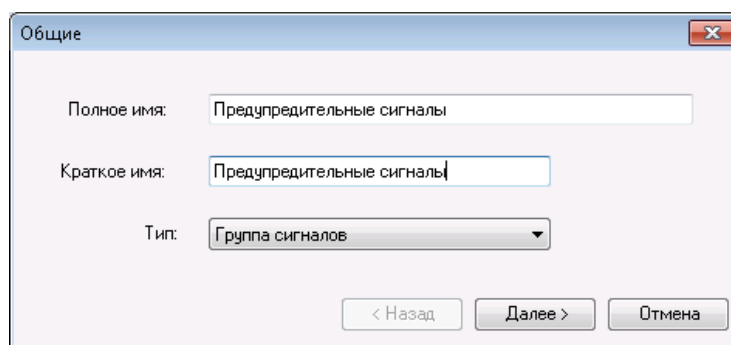 Общие
Полное имя: Предупредительные сигналы
Краткое имя: Предупредительные сигналы
Тип: Группа сигналов
< Назад Далее > Отмена